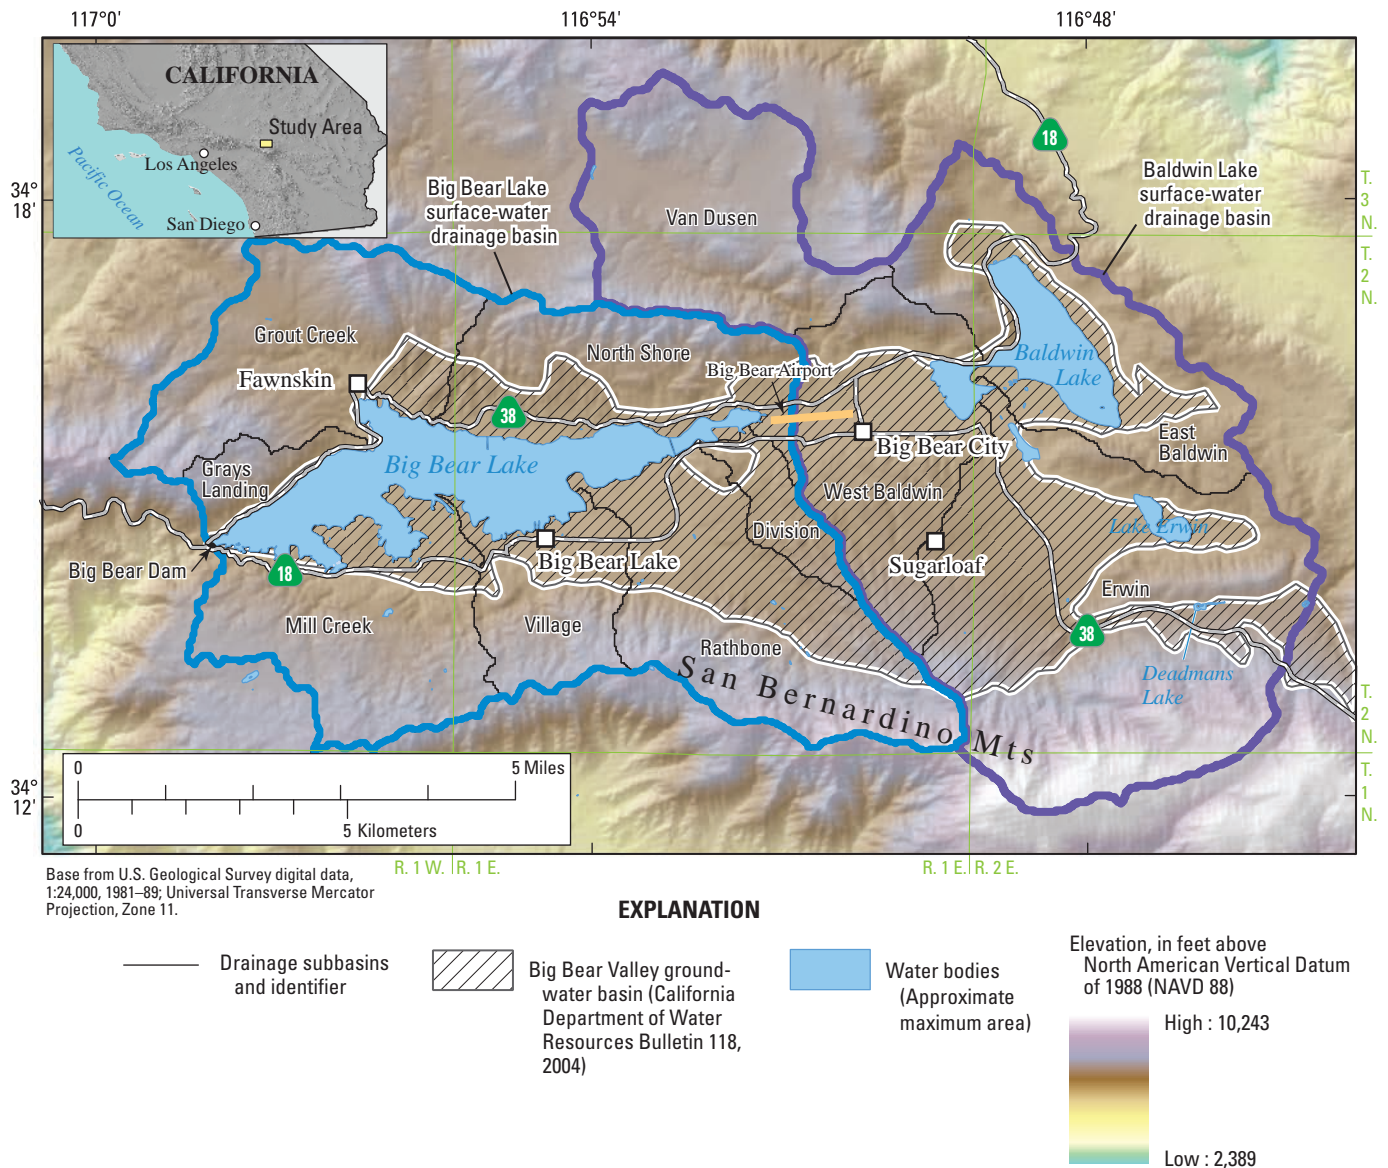 117°0'
116°54'
116°48'
CALIFORNIA
Study Area
Los Angeles
Pacific Ocean
San Diego
34°
18'
18
Big Bear Lake
surface-water
drainage basin
Van Dusen
Baldwin Lake
surface-water
drainage basin
T.
3
N.
T.
2
N.
Grout Creek
North Shore
Big Bear Airport
Baldwin
Lake
Fawnskin
38
Big Bear City
East
Baldwin
Grays
Landing
Big Bear Lake
West Baldwin
Division
Lake Erwin
Big Bear Dam
18
Big Bear Lake
Sugarloaf
Erwin
Mill Creek
Village
Rathbone
38
San Bernardino Mts
Deadmans
Lake
T.
2
N.
T.
1
N.
34°
12'
0
5 Miles
0
5 Kilometers
R. 1 W.
R. 1 E.
R. 1 E.
R. 2 E.
Base from U.S. Geological Survey digital data,
1:24,000, 1981–89; Universal Transverse Mercator
Projection, Zone 11.
EXPLANATION
Drainage subbasins
and identifier
Big Bear Valley ground-
water basin (California
Department of Water
Resources Bulletin 118,
2004)
Water bodies
(Approximate
maximum area)
Elevation, in feet above
North American Vertical Datum
of 1988 (NAVD 88)
High : 10,243
Low : 2,389